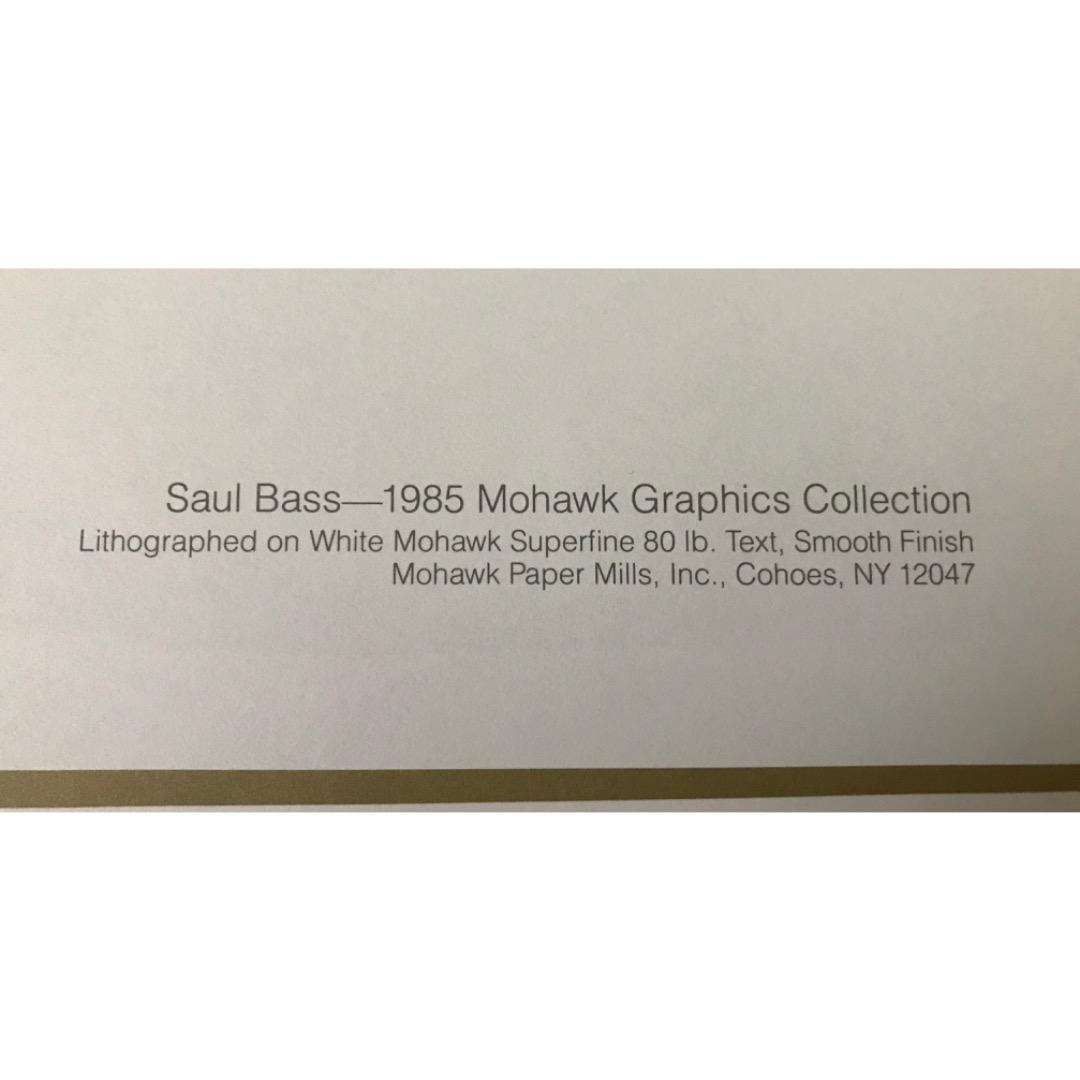 Saul Bass—1985 Mohawk Graphics Collection
Lithographed on White Mohawk Superfine 80 lb. Text, Smooth Finish
Mohawk Paper Mills, Inc., Cohoes, NY 12047